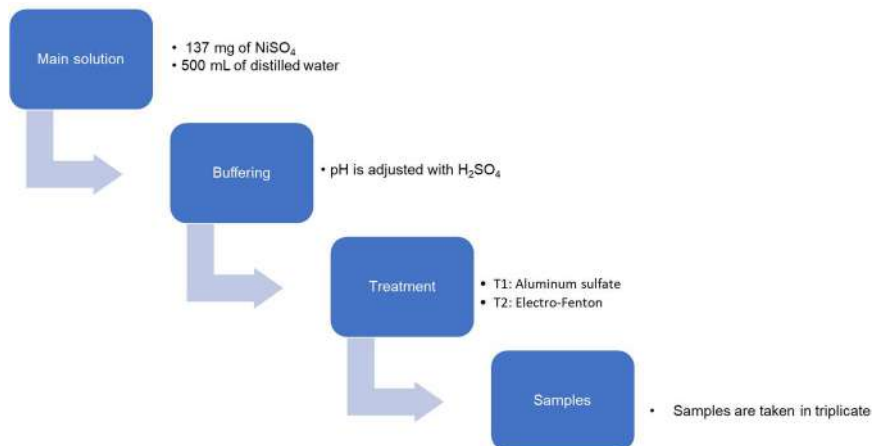 Main solution
• 137 mg of NiSO₄
• 500 mL of distilled water
Buffering
• pH is adjusted with H₂SO₄
Treatment
• T1: Aluminum sulfate
• T2: Electro-Fenton
Samples
• Samples are taken in triplicate